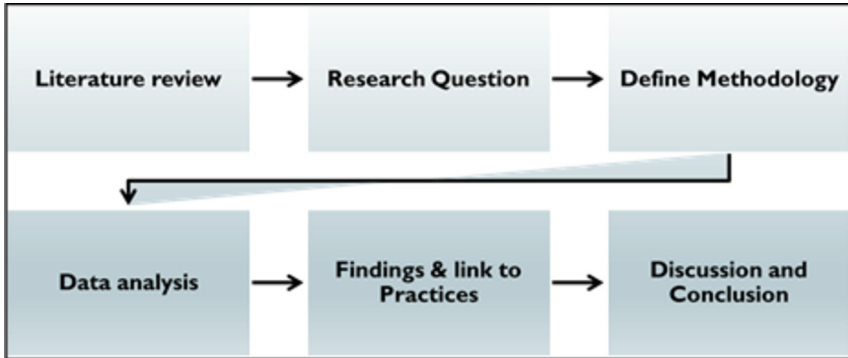 Literature review
Research Question
Define Methodology
Data analysis
Findings & link to
Practices
Discussion and
Conclusion